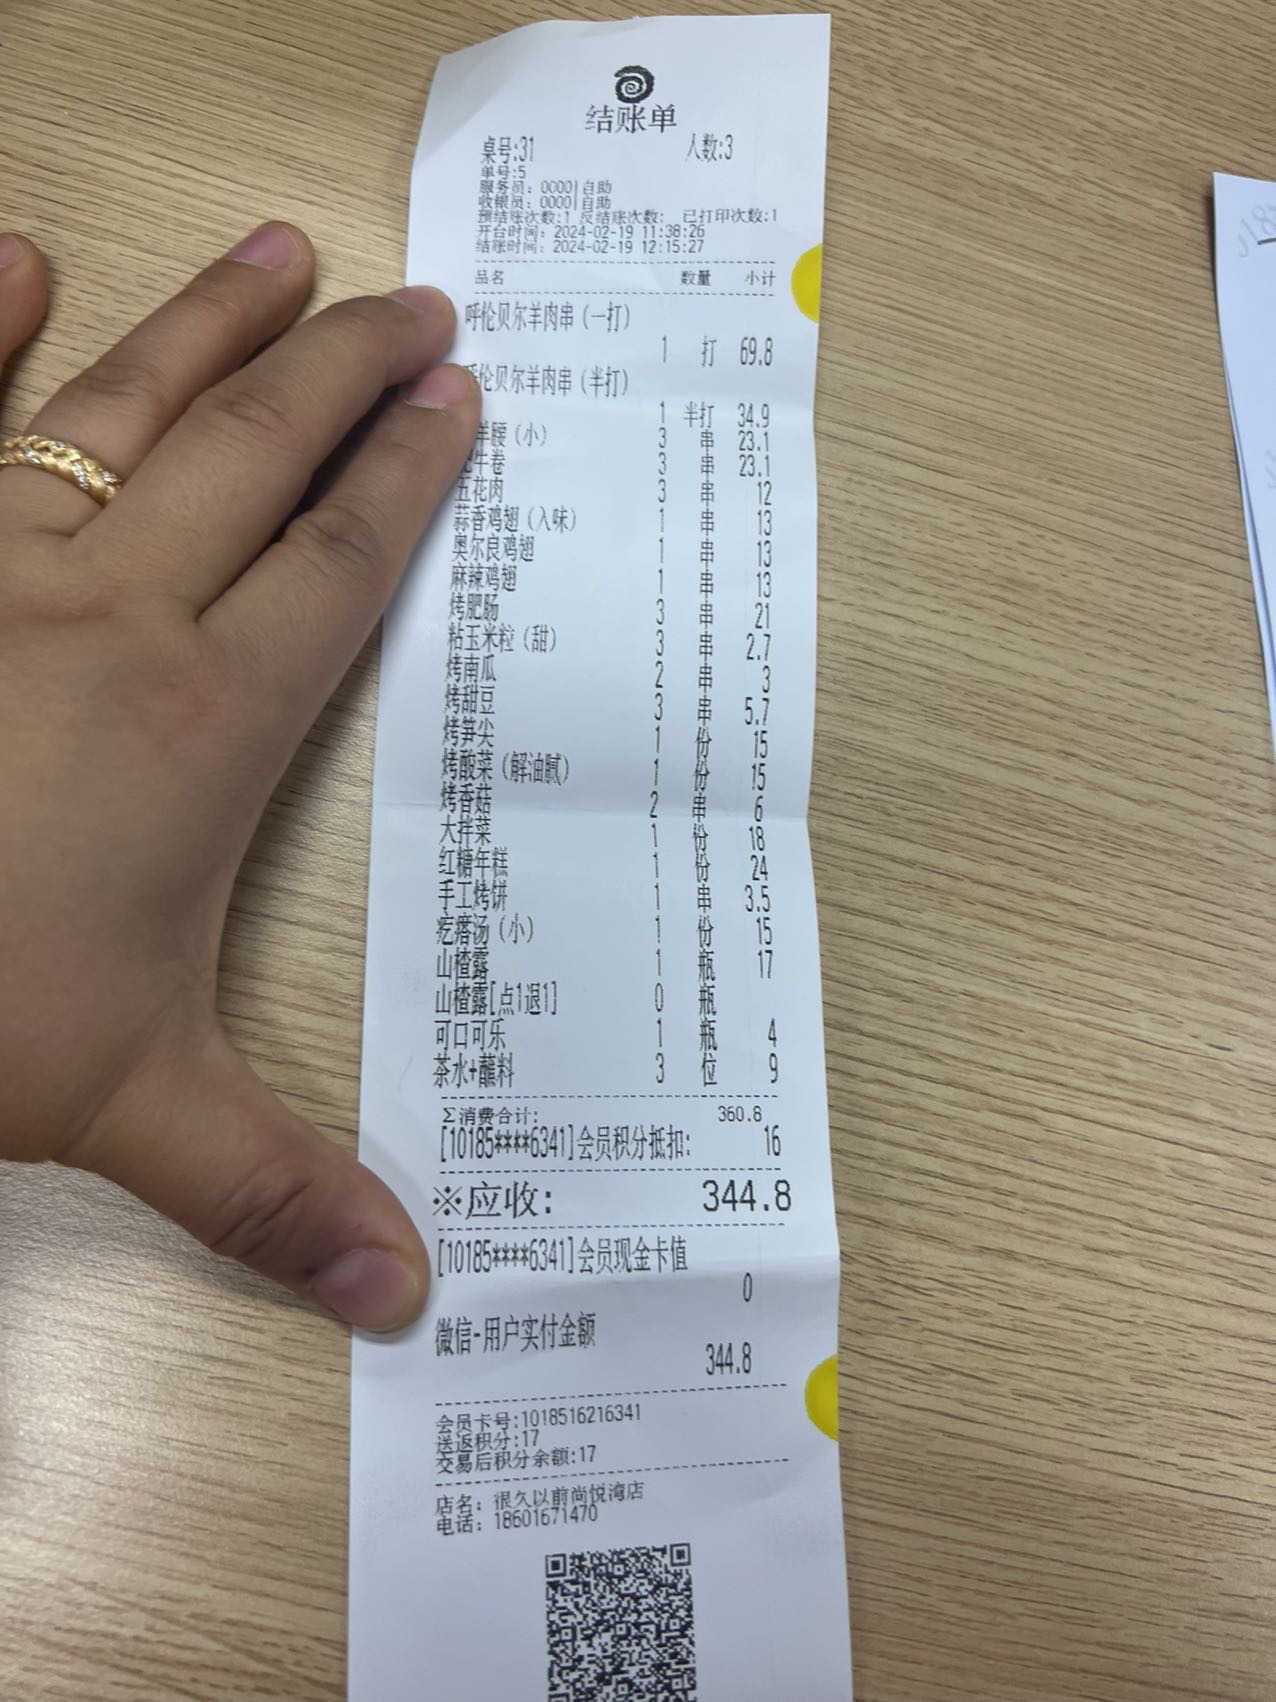 结账单
桌号:31 人数:3
单号:5
服务员: 0000|自助
收银员: 0000|自助
预结账次数:1 反结账次数: 已打印次数:1
开台时间: 2024-02-19 11:38:26
结账时间: 2024-02-19 12:15:27
品名 数量 小计
呼伦贝尔羊肉串(一打)
1 打 69.8
呼伦贝尔羊肉串(半打)
1 半打 34.9
羊腰(小) 3 串 23.1
牛卷 3 串 23.1
五花肉 3 串 12
蒜香鸡翅(入味) 1 串 13
奥尔良鸡翅 1 串 13
麻辣鸡翅 1 串 13
烤肥肠 3 串 21
粘玉米粒(甜) 3 串 2.7
烤南瓜 2 串 3
烤甜豆 3 串 5.7
烤笋尖 1 份 15
烤酸菜(解油腻) 1 份 15
烤香菇 2 串 6
大拌菜 1 份 18
红糖年糕 1 份 24
手工烤饼 1 串 3.5
疙瘩汤(小) 1 份 15
山楂露 1 瓶 17
山楂露[点1退1] 0 瓶
可口可乐 1 瓶 4
茶水+蘸料 3 位 9
Σ消费合计: 360.8
[10185****6341]会员积分抵扣: 16
※应收: 344.8
[10185****6341]会员现金卡值
0
微信-用户实付金额
344.8
会员卡号:1018516216341
送返积分:17
交易后积分余额:17
店名: 很久以前尚悦湾店
电话: 18601671470